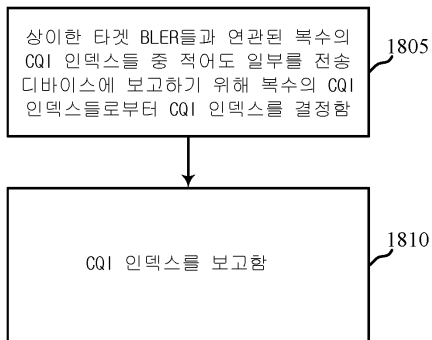 상이한 타겟 BLER들과 연관된 복수의
CQI 인덱스들 중 적어도 일부를 전송
디바이스에 보고하기 위해 복수의 CQI
인덱스들로부터 CQI 인덱스를 결정함
1805
CQI 인덱스를 보고함
1810